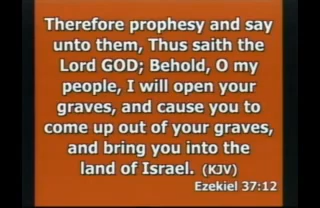 Therefore prophesy and say
unto them, Thus saith the
Lord GOD; Behold, O my
people, I will open your
graves, and cause you to
come up out of your graves,
and bring you into the
land of Israel. (KJV)
Ezekiel 37:12